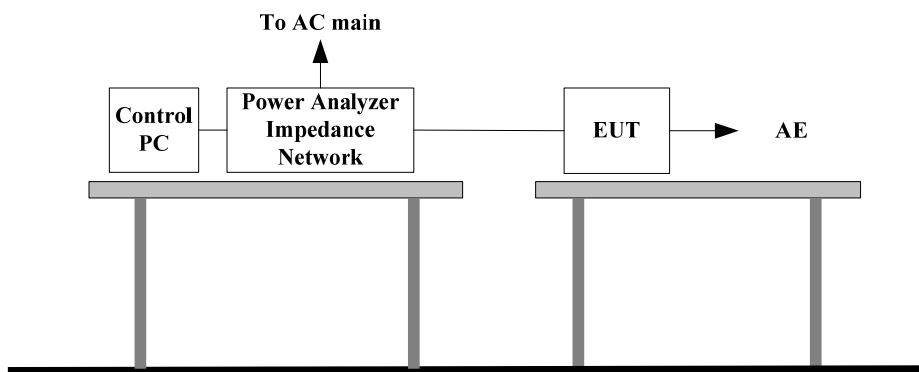 To AC main
Control
PC
Power Analyzer
Impedance
Network
EUT
AE